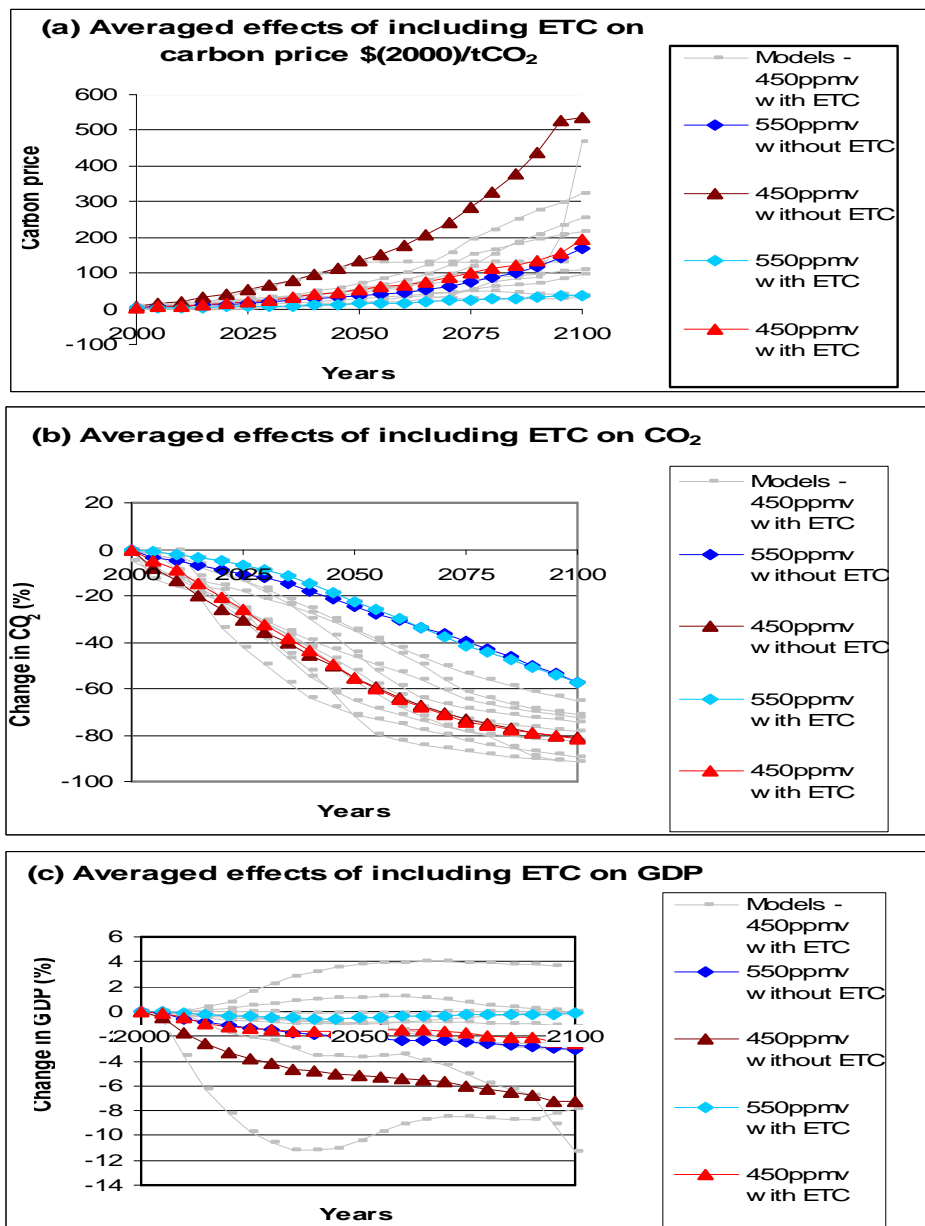 (a) Averaged effects of including ETC on
carbon price $(2000)/tCO₂
600
500
400
300
200
100
0
-100
Carbon price
2000
2025
2050
2075
2100
Years
Models -
450ppmv
with ETC
550ppmv
without ETC
450ppmv
without ETC
550ppmv
with ETC
450ppmv
with ETC
(b) Averaged effects of including ETC on CO₂
20
0
-20
-40
-60
-80
-100
Change in CO₂ (%)
2000
2025
2050
2075
2100
Years
Models -
450ppmv
with ETC
550ppmv
without ETC
450ppmv
without ETC
550ppmv
with ETC
450ppmv
with ETC
(c) Averaged effects of including ETC on GDP
6
4
2
0
-2
-4
-6
-8
-10
-12
-14
Change in GDP (%)
2000
2050
2100
Years
Models -
450ppmv
with ETC
550ppmv
without ETC
450ppmv
without ETC
550ppmv
with ETC
450ppmv
with ETC